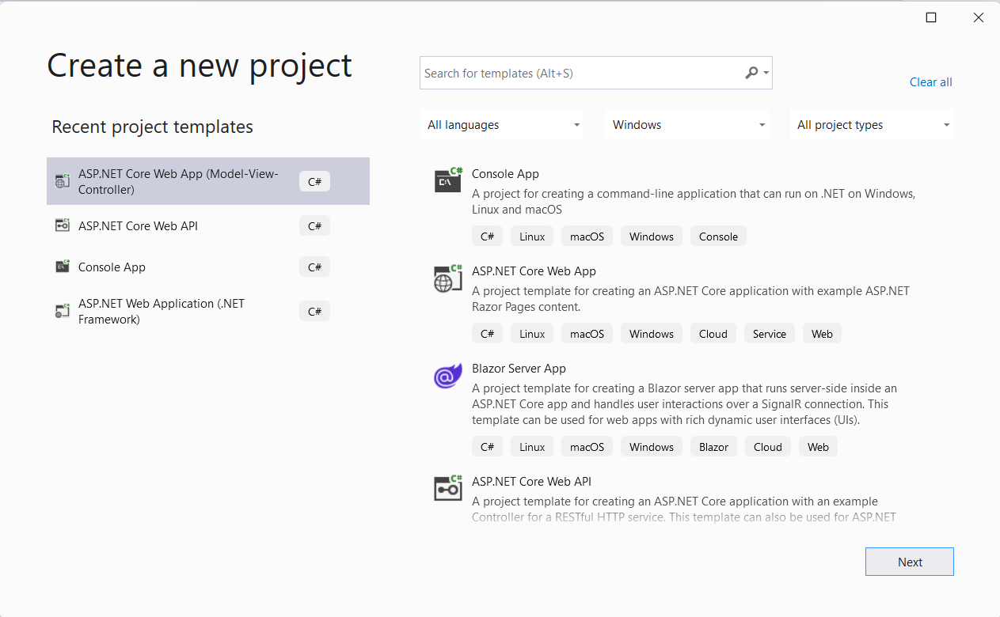 Create a new project
Search for templates (Alt+S)
Clear all
Recent project templates
All languages
Windows
All project types
ASP.NET Core Web App (Model-View-
Controller)
C#
ASP.NET Core Web API
C#
Console App
C#
ASP.NET Web Application (.NET
Framework)
C#
C#
C:\
Console App
A project for creating a command-line application that can run on .NET on Windows,
Linux and macOS
C# Linux macOS Windows Console
C#
ASP.NET Core Web App
A project template for creating an ASP.NET Core application with example ASP.NET
Razor Pages content.
C# Linux macOS Windows Cloud Service Web
@
Blazor Server App
A project template for creating a Blazor server app that runs server-side inside an
ASP.NET Core app and handles user interactions over a SignalR connection. This
template can be used for web apps with rich dynamic user interfaces (UIs).
C# Linux macOS Windows Blazor Cloud Web
C#
ASP.NET Core Web API
A project template for creating an ASP.NET Core application with an example
Controller for a RESTful HTTP service. This template can also be used for ASP.NET
Next